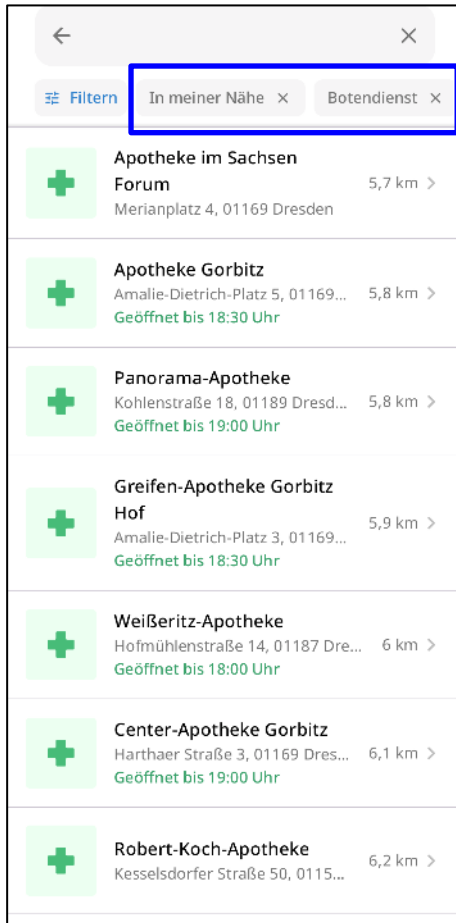 Filtern In meiner Nähe Botendienst
Apotheke im Sachsen
Forum
5,7 km
Merianplatz 4, 01169 Dresden
Apotheke Gorbitz
Amalie-Dietrich-Platz 5, 01169...
5,8 km
Geöffnet bis 18:30 Uhr
Panorama-Apotheke
Kohlenstraße 18, 01189 Dresd...
5,8 km
Geöffnet bis 19:00 Uhr
Greifen-Apotheke Gorbitz
Hof
5,9 km
Amalie-Dietrich-Platz 3, 01169...
Geöffnet bis 18:30 Uhr
Weißeritz-Apotheke
Hofmühlenstraße 14, 01187 Dre...
6 km
Geöffnet bis 18:00 Uhr
Center-Apotheke Gorbitz
Harthaer Straße 3, 01169 Dres...
6,1 km
Geöffnet bis 19:00 Uhr
Robert-Koch-Apotheke
6,2 km
Kesselsdorfer Straße 50, 0115...